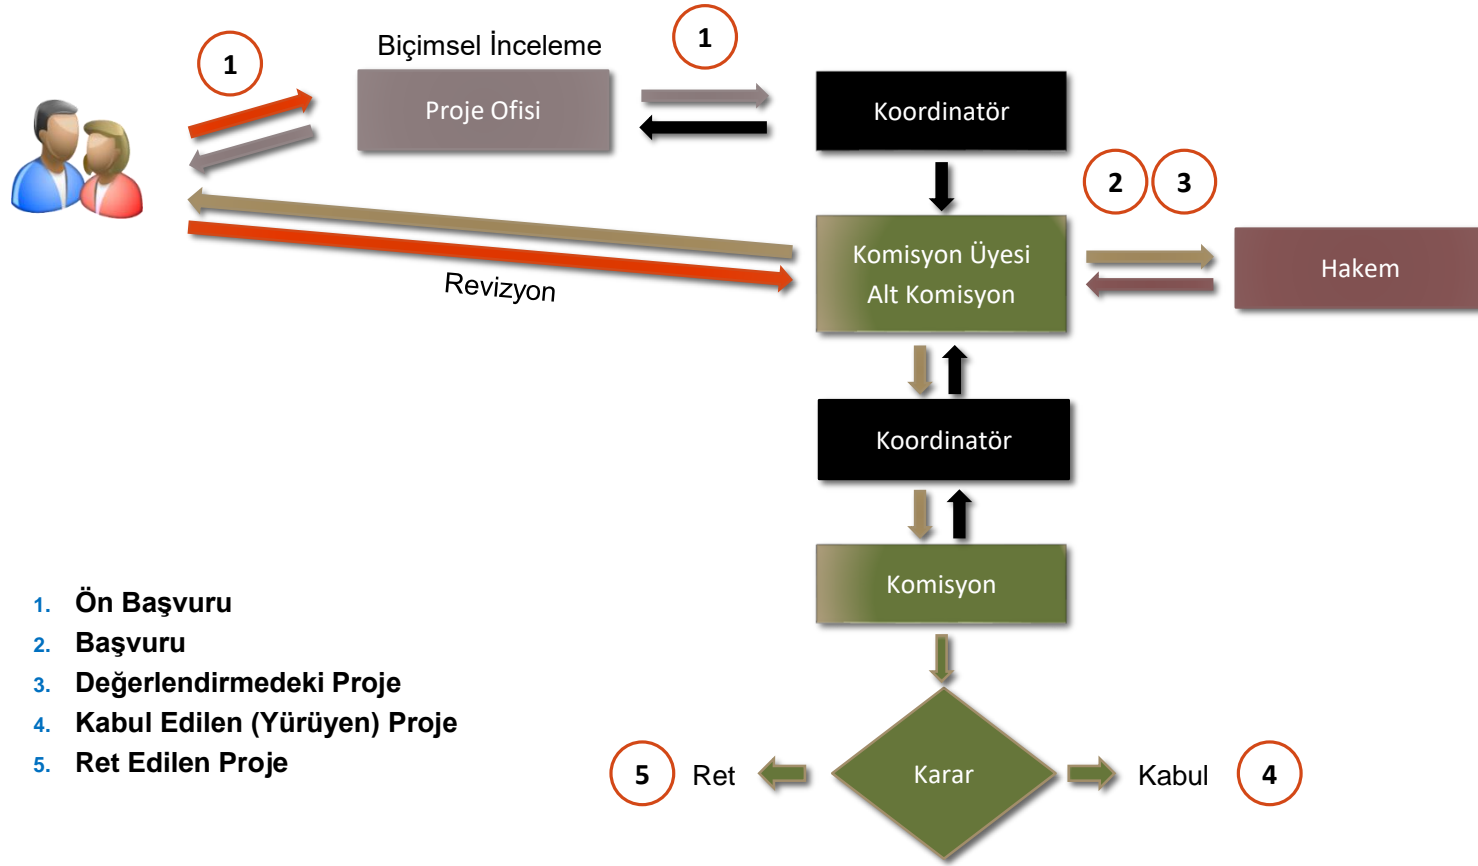 Biçimsel İnceleme
1
1
Proje Ofisi
Koordinatör
2
3
Komisyon Üyesi
Alt Komisyon
Hakem
Revizyon
Koordinatör
Komisyon
1. Ön Başvuru
2. Başvuru
3. Değerlendirmedeki Proje
4. Kabul Edilen (Yürüyen) Proje
5. Ret Edilen Proje
5
Ret
Karar
Kabul
4